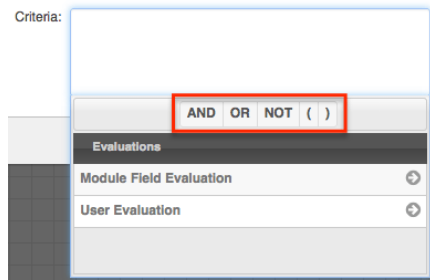 Criteria:
AND OR NOT ( )
Evaluations
Module Field Evaluation
User Evaluation